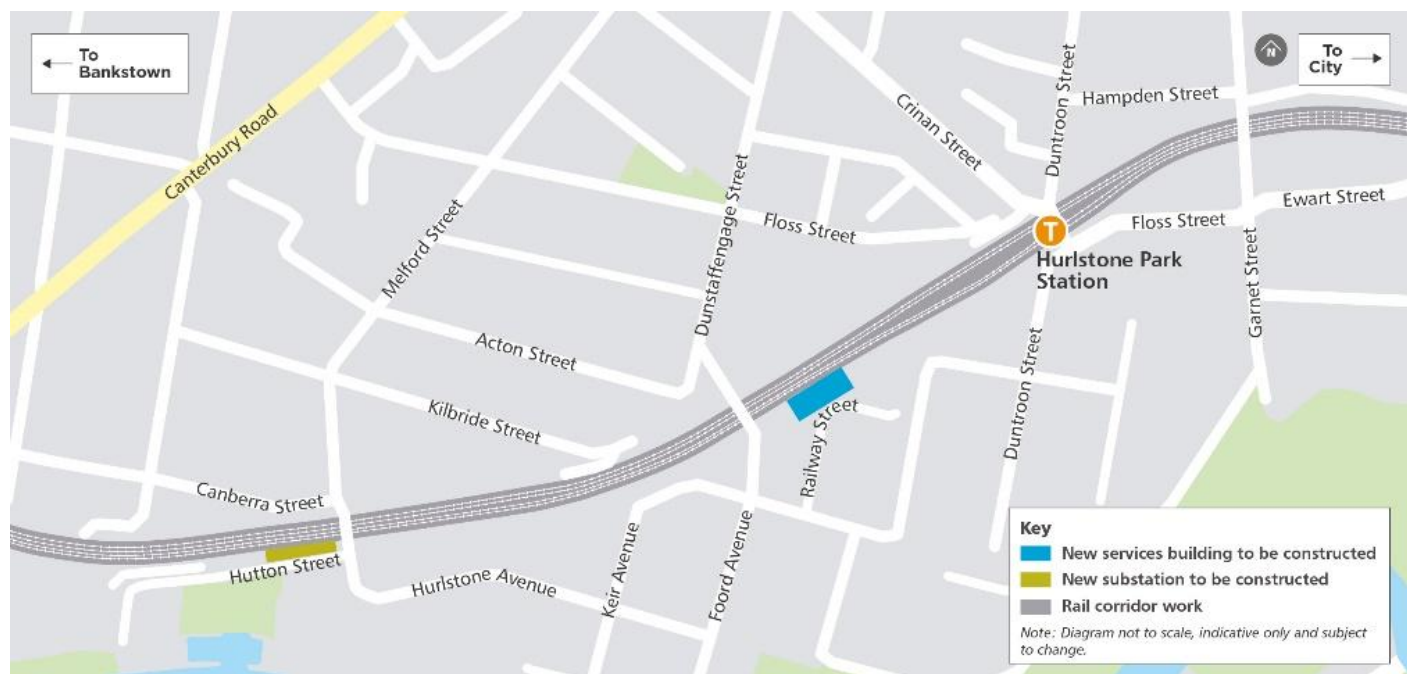 To
Bankstown
N
To
City
Canterbury Road
Melford Street
Dunstaffengage Street
Crinan Street
Duntroon Street
Hampden Street
Floss Street
T
Hurlstone Park
Station
Floss Street
Ewart Street
Garnet Street
Acton Street
Kilbride Street
Canberra Street
Hutton Street
Hurlstone Avenue
Keir Avenue
Foord Avenue
Railway Street
Duntroon Street
Key
New services building to be constructed
New substation to be constructed
Rail corridor work
Note: Diagram not to scale, indicative only and subject
to change.